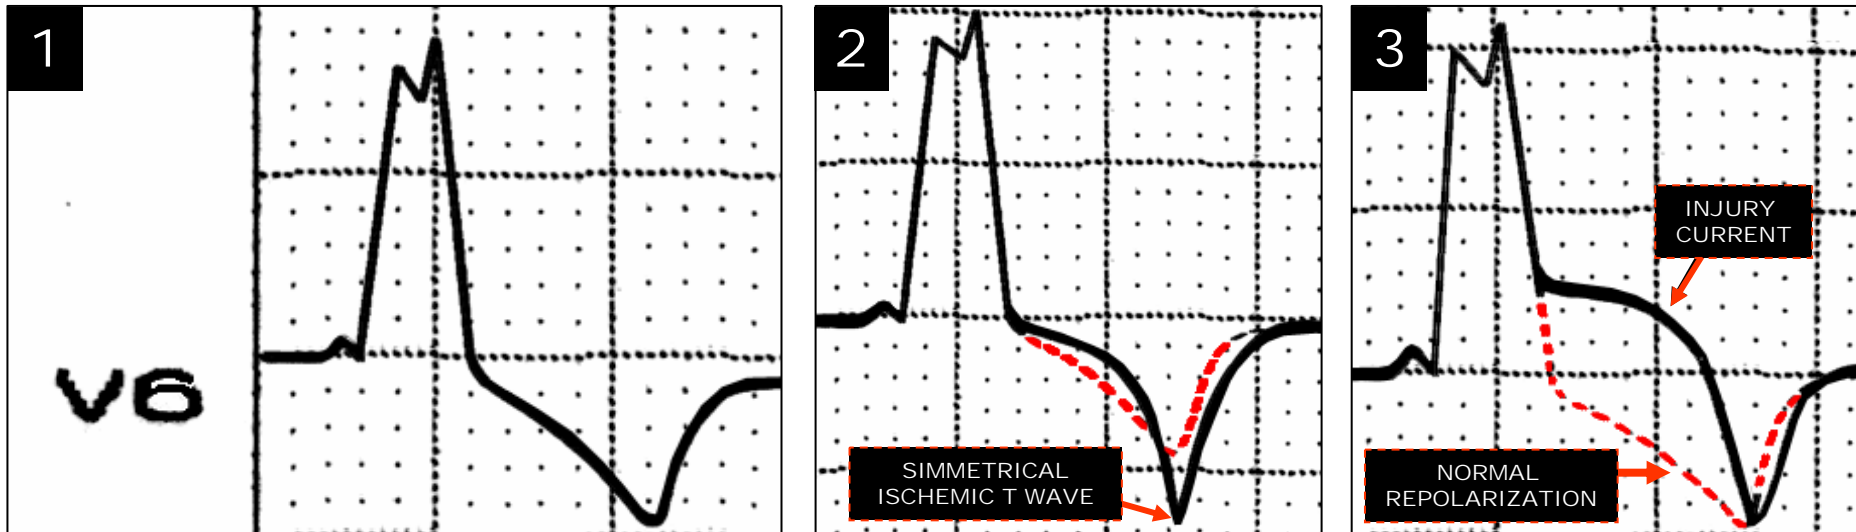 1
V6
2
SIMMETRICAL
ISCHEMIC T WAVE
3
INJURY
CURRENT
NORMAL
REPOLARIZATION